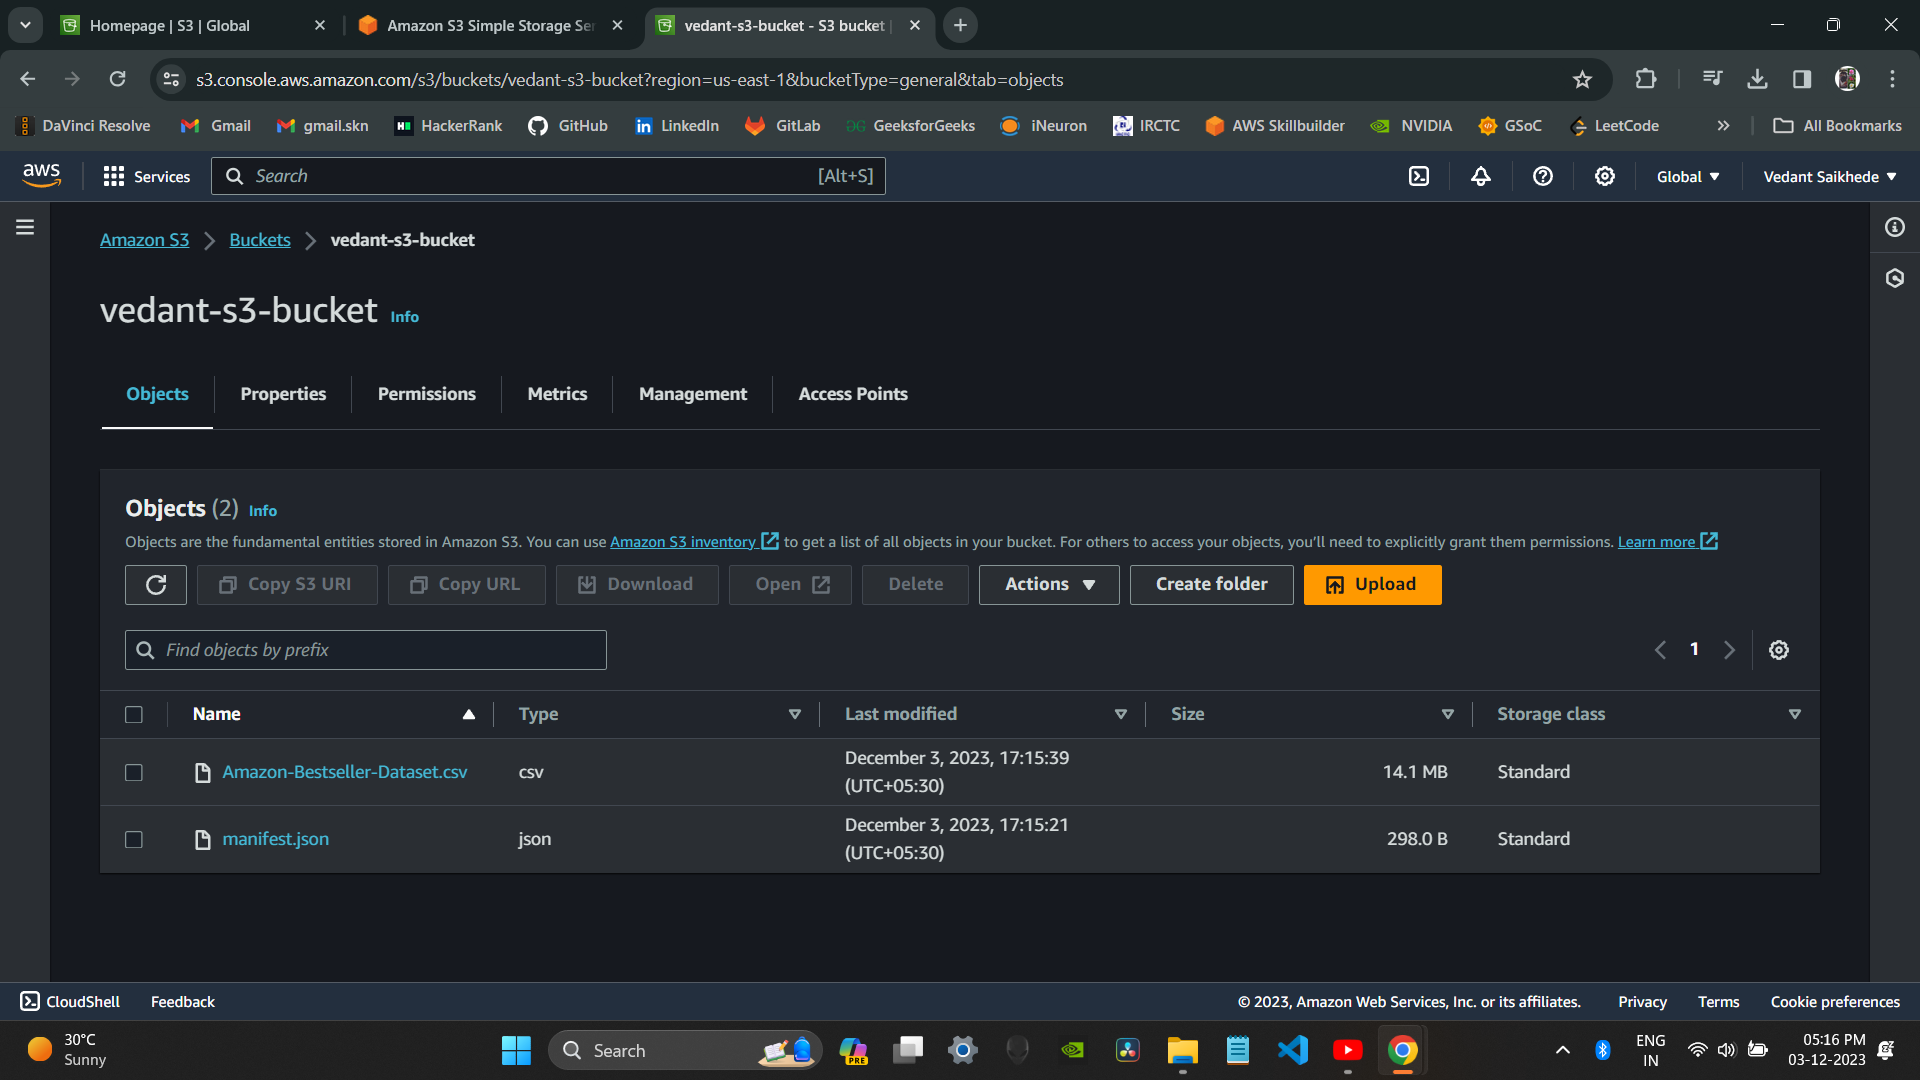 Homepage | S3 | Global
Amazon S3 Simple Storage Ser
vedant-s3-bucket - S3 bucket |
s3.console.aws.amazon.com/s3/buckets/vedant-s3-bucket?region=us-east-1&bucketType=general&tab=objects
DaVinci Resolve
Gmail
gmail.skn
HackerRank
GitHub
LinkedIn
GitLab
GeeksforGeeks
iNeuron
IRCTC
AWS Skillbuilder
NVIDIA
GSoC
LeetCode
All Bookmarks
aws
Services
Search
[Alt+S]
Global
Vedant Saikhede
Amazon S3 > Buckets > vedant-s3-bucket
vedant-s3-bucket Info
Objects
Properties
Permissions
Metrics
Management
Access Points
Objects (2) Info
Objects are the fundamental entities stored in Amazon S3. You can use Amazon S3 inventory to get a list of all objects in your bucket. For others to access your objects, you'll need to explicitly grant them permissions. Learn more
Copy S3 URI
Copy URL
Download
Open
Delete
Actions
Create folder
Upload
Find objects by prefix
1
Name
Type
Last modified
Size
Storage class
Amazon-Bestseller-Dataset.csv
csv
December 3, 2023, 17:15:39
(UTC+05:30)
14.1 MB
Standard
manifest.json
json
December 3, 2023, 17:15:21
(UTC+05:30)
298.0 B
Standard
CloudShell
Feedback
© 2023, Amazon Web Services, Inc. or its affiliates.
Privacy
Terms
Cookie preferences
30°C
Sunny
Search
PRE
ENG
IN
05:16 PM
03-12-2023